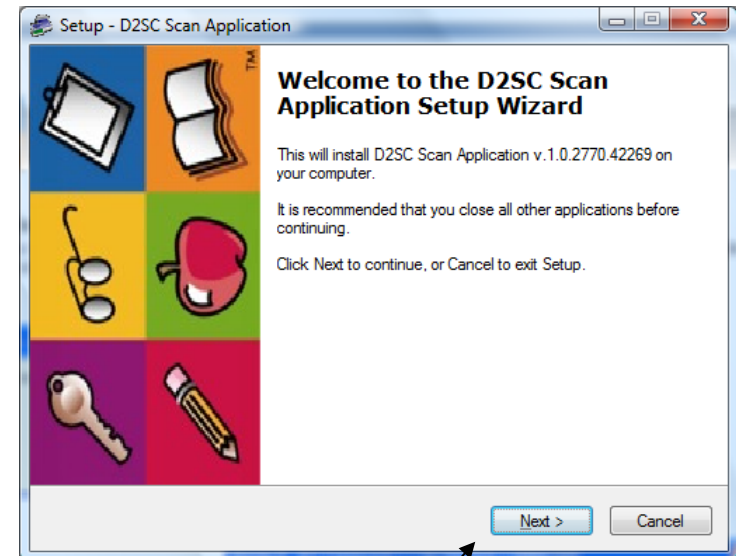 Setup - D2SC Scan Application
TM
Welcome to the D2SC Scan
Application Setup Wizard
This will install D2SC Scan Application v.1.0.2770.42269 on
your computer.
It is recommended that you close all other applications before
continuing.
Click Next to continue, or Cancel to exit Setup.
Next >
Cancel